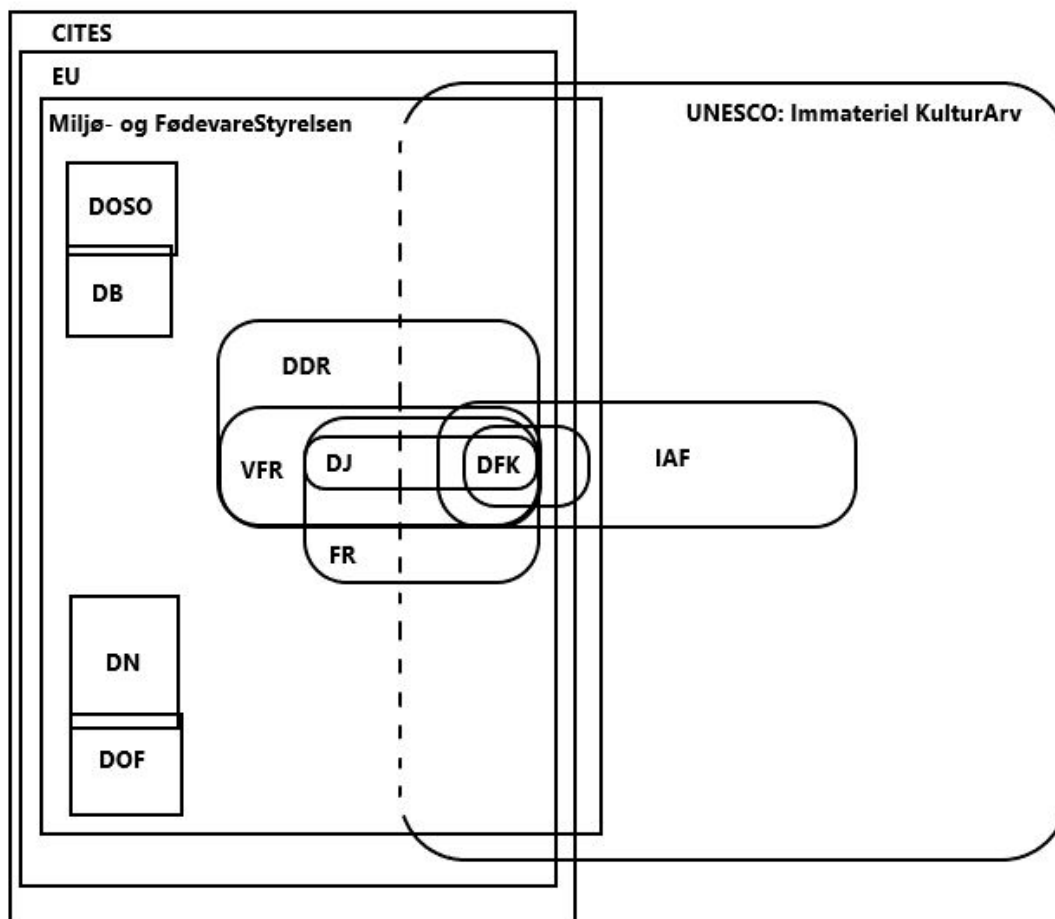 CITES
EU
UNESCO: Immateriel KulturArv
Miljø- og FødevareStyrelsen
DOSO
DB
DDR
VFR
DJ
DFK
IAF
FR
DN
DOF